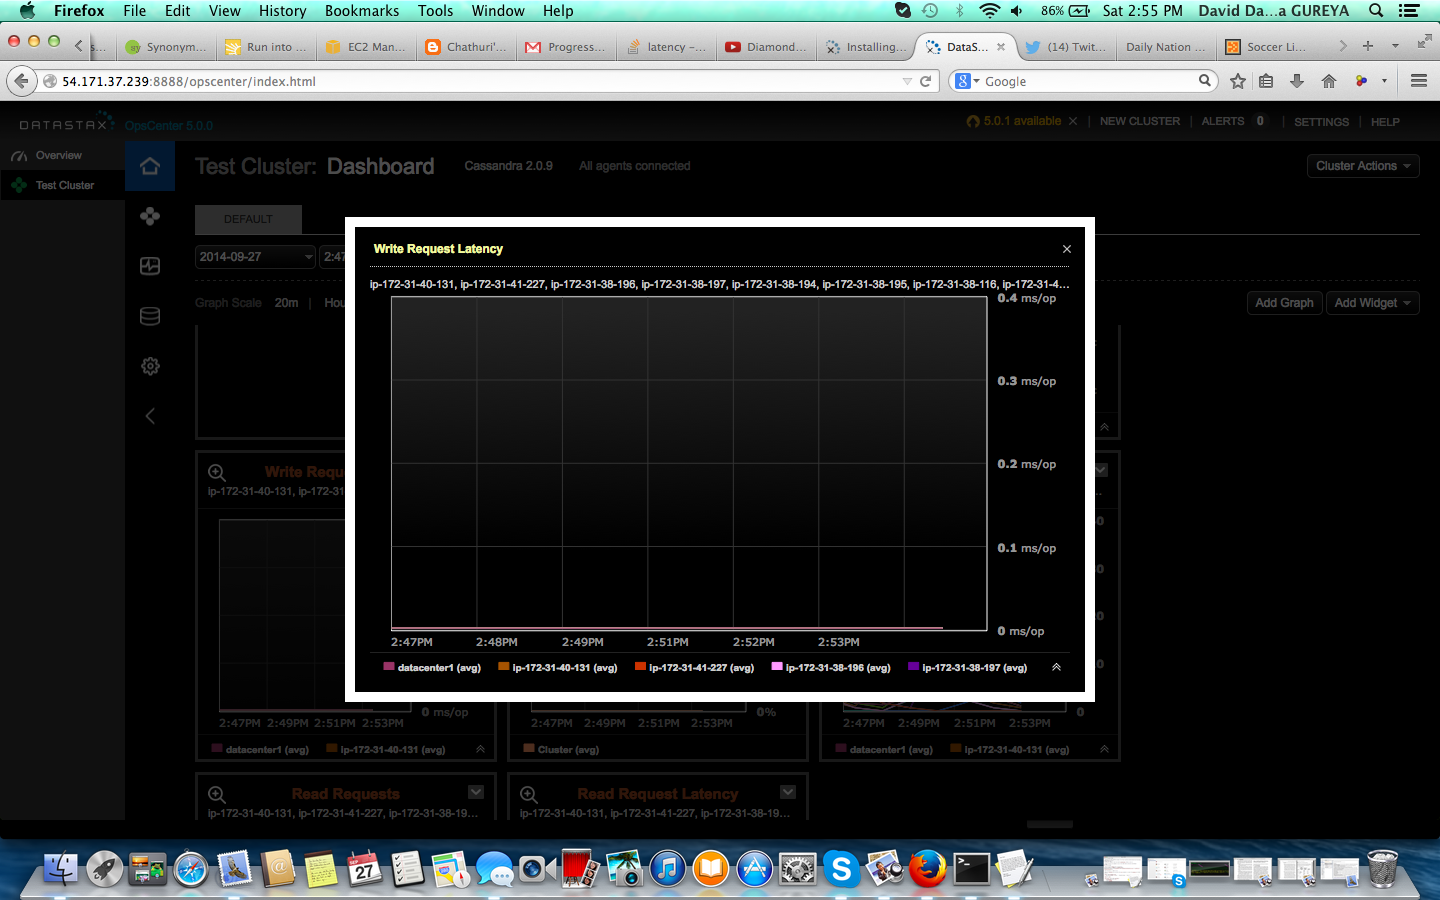 Firefox File Edit View History Bookmarks Tools Window Help 86% Sat 2:55 PM David Da...a GUREYA
s... Synonym... Run into ... EC2 Man... Chathuri'... Progress... latency –... Diamond... Installing... DataS... (14) Twit... Daily Nation ... Soccer Li...
54.171.37.239:8888/opscenter/index.html Google
DATASTAX OpsCenter 5.0.0 5.0.1 available NEW CLUSTER ALERTS 0 SETTINGS HELP
Overview
Test Cluster
Test Cluster: Dashboard Cassandra 2.0.9 All agents connected Cluster Actions
DEFAULT
2014-09-27 2:47
Graph Scale 20m Hou Add Graph Add Widget
Write Request Latency
ip-172-31-40-131, ip-172-31-41-227, ip-172-31-38-196, ip-172-31-38-197, ip-172-31-38-194, ip-172-31-38-195, ip-172-31-38-116, ip-172-31-4...
0.4 ms/op
0.3 ms/op
0.2 ms/op
0.1 ms/op
0 ms/op
2:47PM 2:48PM 2:49PM 2:51PM 2:52PM 2:53PM
datacenter1 (avg) ip-172-31-40-131 (avg) ip-172-31-41-227 (avg) ip-172-31-38-196 (avg) ip-172-31-38-197 (avg)
Write Requ
ip-172-31-40-131, ip-172-31
0 ms/op
2:47PM 2:49PM 2:51PM 2:53PM
datacenter1 (avg) ip-172-31-40-131 (avg)
0%
2:47PM 2:49PM 2:51PM 2:53PM
Cluster (avg)
0
2:47PM 2:49PM 2:51PM 2:53PM
datacenter1 (avg) ip-172-31-40-131 (avg)
Read Requests
ip-172-31-40-131, ip-172-31-41-227, ip-172-31-38-19...
Read Request Latency
ip-172-31-40-131, ip-172-31-41-227, ip-172-31-38-19...
SEP
27